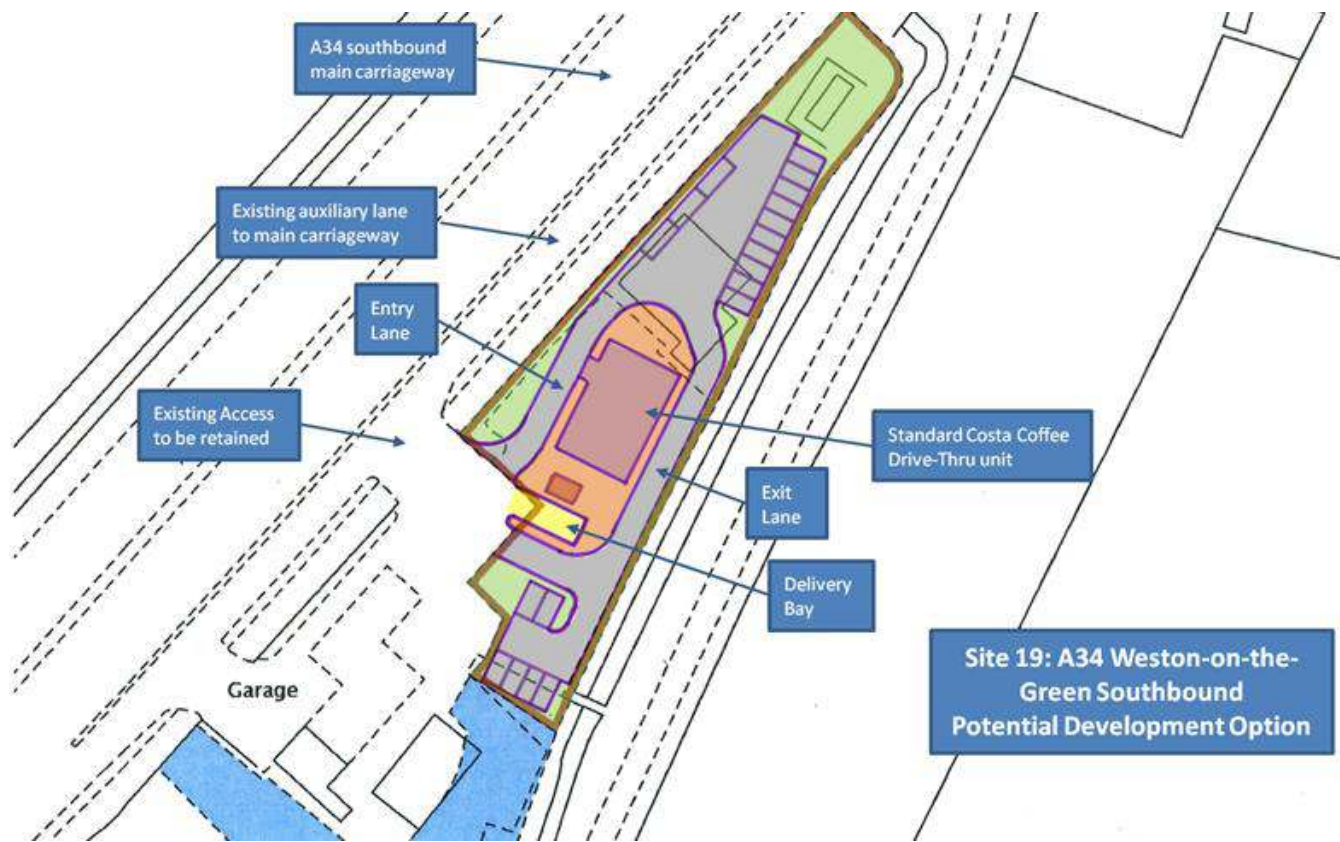 A34 southbound
main carriageway
Existing auxiliary lane
to main carriageway
Entry
Lane
Existing Access
to be retained
Standard Costa Coffee
Drive-Thru unit
Exit
Lane
Delivery
Bay
Garage
Site 19: A34 Weston-on-the-
Green Southbound
Potential Development Option